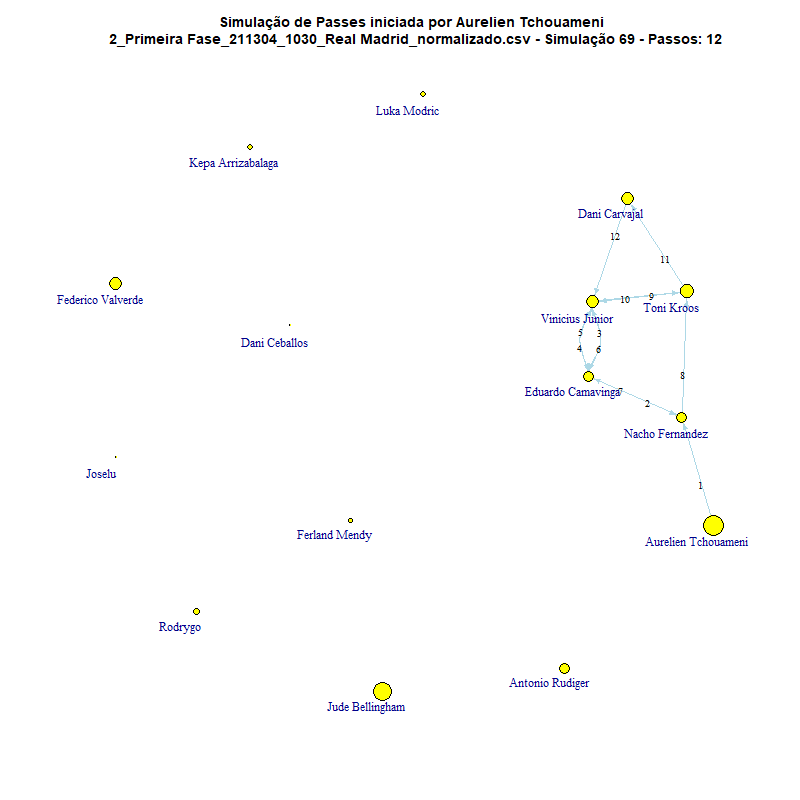 Simulação de Passes iniciada por Aurelien Tchouameni
2_Primeira Fase_211304_1030_Real Madrid_normalizado.csv - Simulação 69 - Passos: 12
Luka Modric
Kepa Arrizabalaga
Dani Carvajal
12
11
Federico Valverde
10
9
Toni Kroos
Vinicius Junior
Dani Ceballos
5
3
4
6
8
Eduardo Camavinga
7
2
Nacho Fernandez
Joselu
1
Ferland Mendy
Aurelien Tchouameni
Rodrygo
Antonio Rudiger
Jude Bellingham